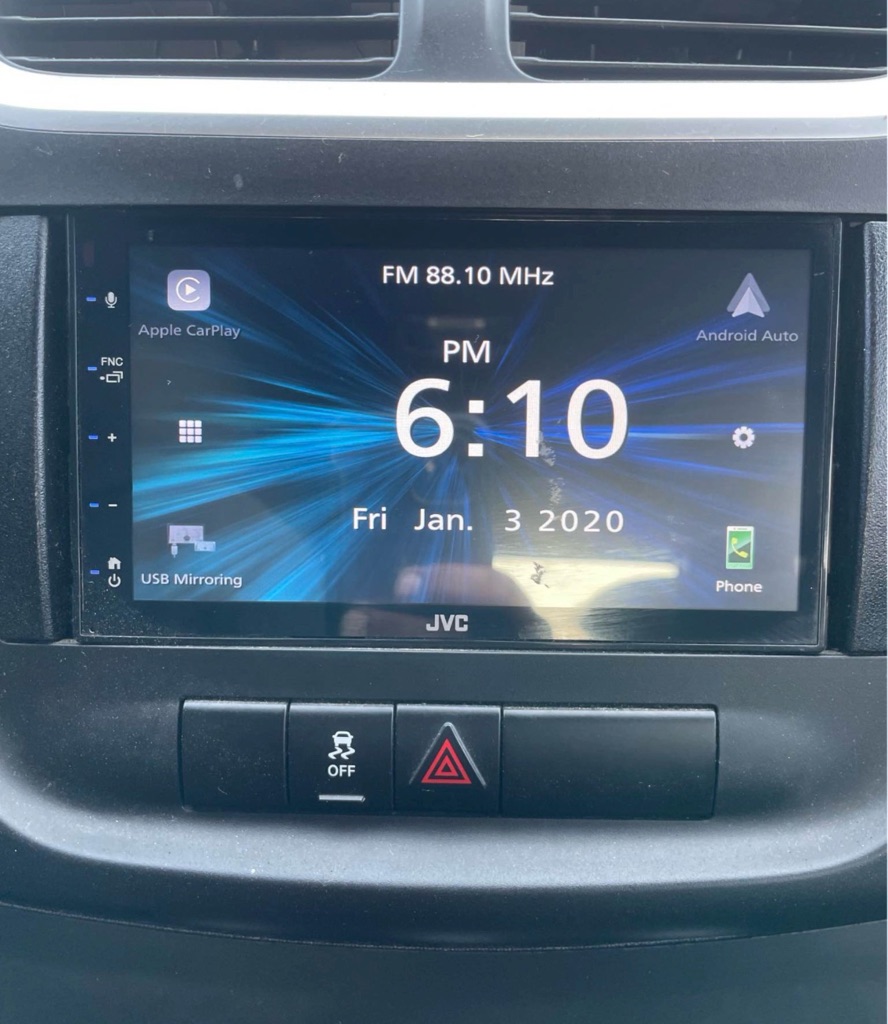 FM 88.10 MHz
Apple CarPlay
Android Auto
PM
FNC
6:10
+
-
Fri Jan. 3 2020
USB Mirroring
Phone
JVC
OFF